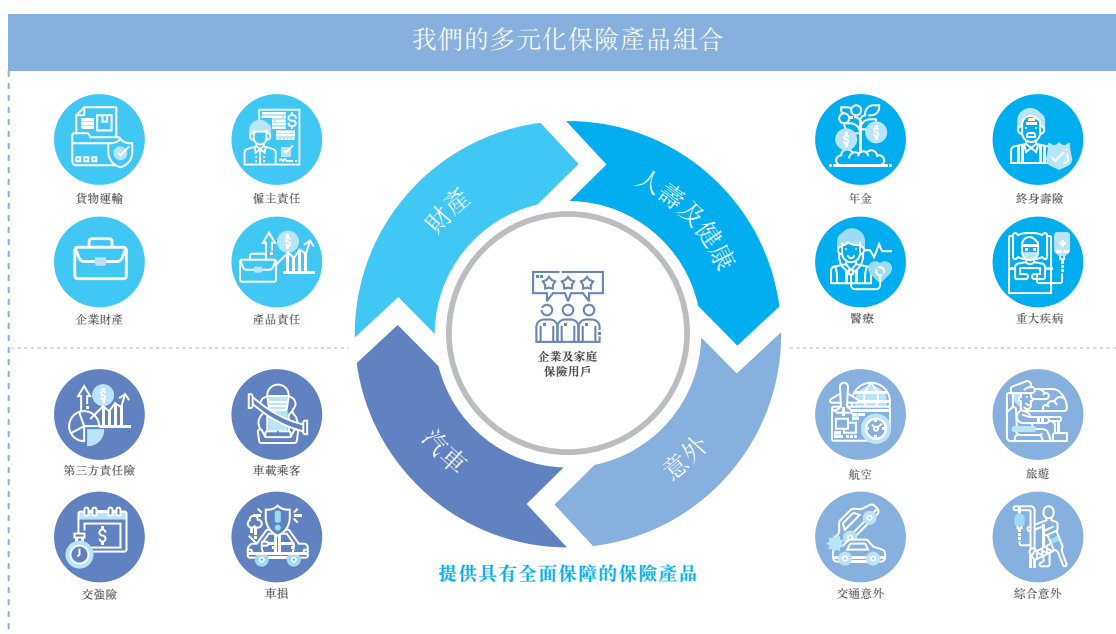 我們的多元化保險產品組合
貨物運輸
僱主責任
企業財產
產品責任
第三方責任險
車載乘客
交強險
車損
財產
人壽及健康
汽車
意外
企業及家庭
保險用戶
提供具有全面保障的保險產品
年金
終身壽險
醫療
重大疾病
航空
旅遊
交通意外
綜合意外